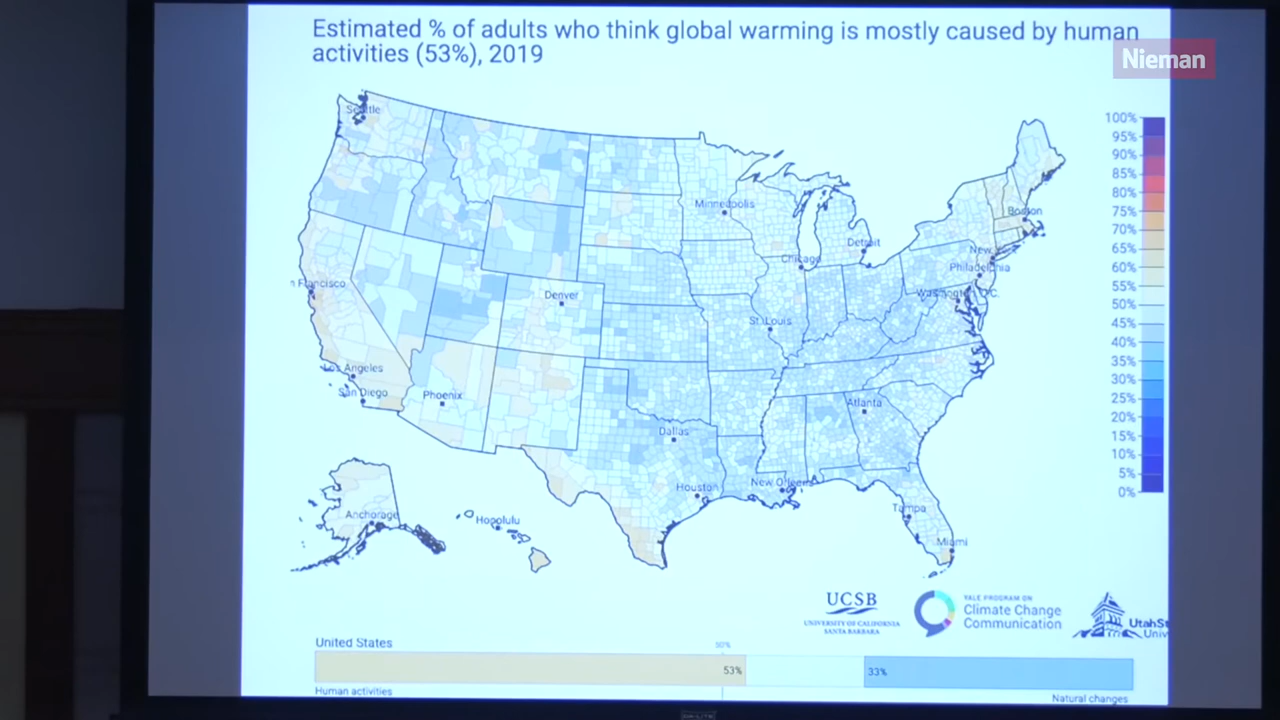 Estimated % of adults who think global warming is mostly caused by human
activities (53%), 2019
Nieman
100%
95%
90%
85%
80%
75%
70%
65%
60%
55%
50%
45%
40%
35%
30%
25%
20%
15%
10%
5%
0%
Seattle
Minneapolis
Boston
Detroit
New
Chicago
Philadelphia
n Francisco
Washington, D.C.
Denver
St. Louis
Los Angeles
San Diego
Phoenix
Atlanta
Dallas
Houston
New Orleans
Tampa
Anchorage
Honolulu
Miami
UCSB
UNIVERSITY OF CALIFORNIA
SANTA BARBARA
YALE PROGRAM ON
Climate Change
Communication
UtahSt
Univ
United States
50%
53%
33%
Human activities
Natural changes